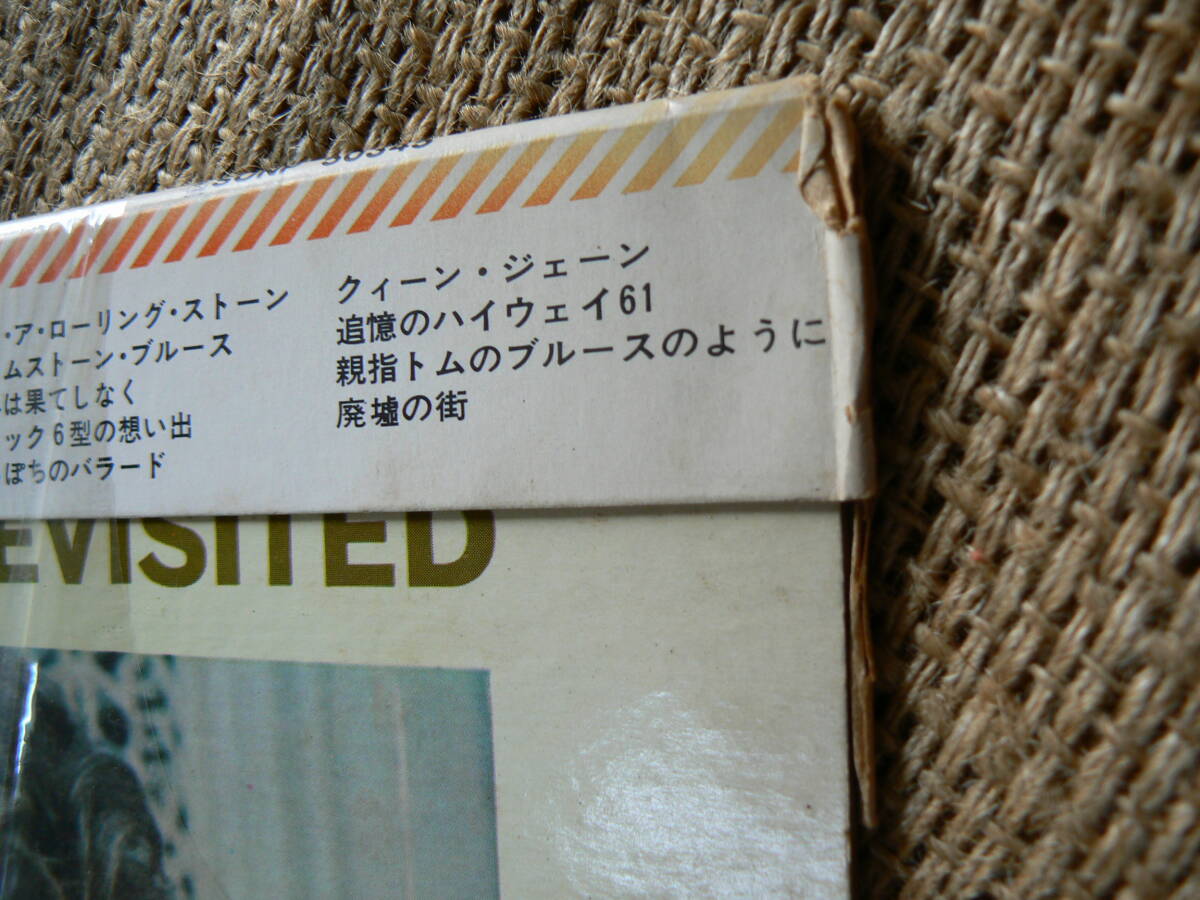 ・ア・ローリング・ストーン
ムストーン・ブルース
は果てしなく
ック6型の想い出
ぽちのバラード
クィーン・ジェーン
追憶のハイウェイ61
親指トムのブルースのように
廃墟の街
EVISITED